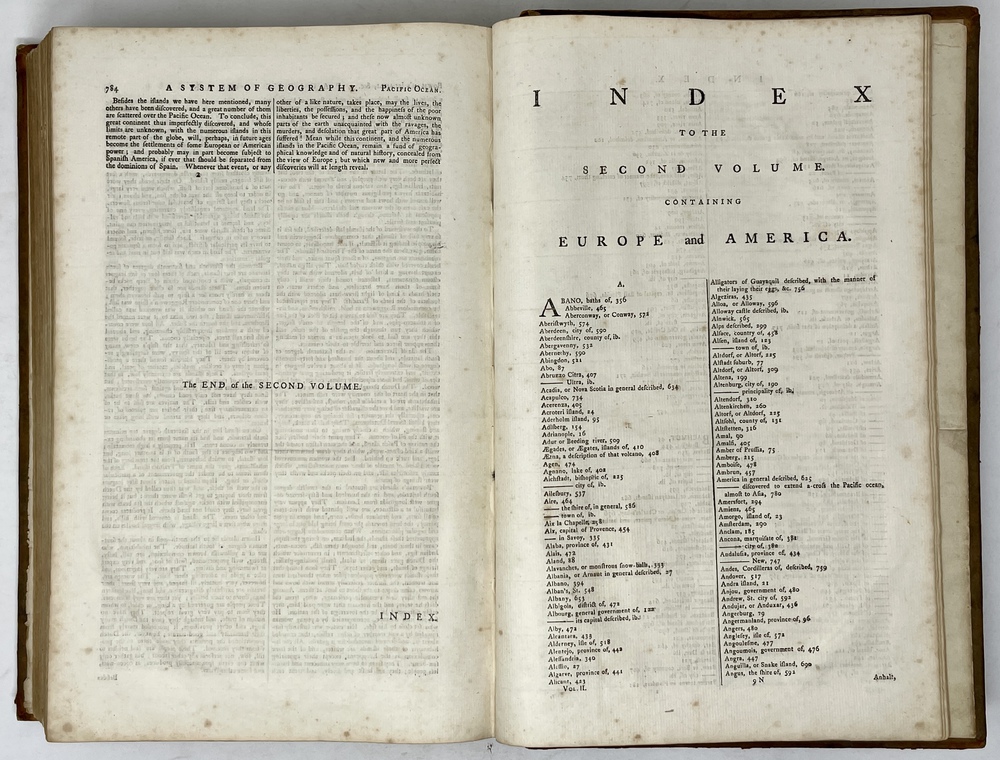 784 A SYSTEM OF GEOGRAPHY. PACIFIC OCEAN.
Beſides the iſlands we have here mentioned, many
others have been diſcovered, and a great number of them
are ſcattered over the Pacific Ocean. To conclude, this
great continent thus imperfectly diſcovered, and whoſe
limits are unknown, with the numerous iſlands in this
remote part of the globe, will, perhaps, in future ages
become the ſettlements of ſome European or American
power; and probably may in part become ſubject to
Spaniſh America, if ever that ſhould be ſeparated from
the dominions of Spain. Whenever that event, or any
2
other of a like nature, takes place, may the lives, the
liberties, the poſſeſſions, and the happineſs of the poor
inhabitants be ſecured; and theſe now almoſt unknown
parts of the earth unacquainted with the ravages, the
murders, and deſolation that great part of America has
ſuffered! Mean while this continent, and the numerous
iſlands in the Pacific Ocean, remain a fund of geogra-
phical knowledge and of natural hiſtory, concealed from
the view of Europe; but which new and more perfect
diſcoveries will at length reveal.
The END of the SECOND VOLUME.
INDEX.
INDEX
TO THE
SECOND VOLUME.
CONTAINING
EUROPE and AMERICA.
A.
ABANO, baths of, 356
Abbeville, 465
Aberconway, or Conway, 572
Aberiſtwyth, 574
Aberdeen, city of, 590
Aberdeenſhire, county of, ib.
Abergavenny, 532
Abernethy, 590
Abingdon, 521
Abo, 87
Abruzzo Citra, 407
—— Ultra, ib.
Acadia, or Nova Scotia in general deſcribed, 634
Acapulco, 734
Acerenza, 405
Acroteri iſland, 24
Aderholm iſland, 95
Adlſberg, 154
Adrianople, 16
Adur or Beeding river, 509
Ægades, or Ægates, iſlands of, 410
Ætna, a deſcription of that volcano, 408
Agen, 474
Agnano, lake of, 402
Aichſtadt, biſhopric of, 225
—— city of, ib.
Aileſbury, 537
Aire, 464
—— the ſhire of, in general, 586
—— town of, ib.
Aix la Chapelle,
Aix, capital of Provence, 454
—— in Savoy, 335
Alaba, province of, 431
Alais, 472
Aland, 88
Alavanches, or monſtrous ſnow-balls, 333
Albania, or Arnaut in general deſcribed, 27
Albano, 394
Alban's, St. 548
Albany, 653
Albigois, diſtrict of, 472
Albourg, general government of,
—— its capital deſcribed, ib.
Alby, 472
Alcantara, 433
Alderney, iſle of, 518
Alentejo, province of, 442
Aleſſandria, 340
Aleſſio, 27
Algarve, province of, 441
Alicant, 423
VOL. II.
Alligators of Guayaquil deſcribed, with the manner of
their laying their eggs, &c. 756
Algeziras, 435
Alloa, or Alloway, 596
Alloway caſtle deſcribed, ib.
Alnwick, 565
Alps deſcribed, 299
Alſace, country of, 458
Alſen, iſland of, 123
—— town of, ib.
Altdorf, or Altorf, 225
Alſtadt ſuburb, 77
Altdorf, or Altorf, 309
Altena, 199
Altenburg, city of, 190
—— principality of, ib.
Altendorf, 310
Altenkirchen, 260
Altorf, or Altdorf, 225
Altſohl, county of, 131
Altſtetten, 316
Amal, 90
Amalfi, 405
Amber of Pruſſia, 75
Amberg, 215
Amboiſe, 478
Ambrun, 457
America in general deſcribed, 625
—— diſcovered to extend a-croſs the Pacific ocean,
almoſt to Aſia, 780
Amersfort, 294
Amiens, 465
Amorgo, iſland of, 23
Amſterdam, 290
Anclam, 185
Ancona, marquiſate of, 382
—— city of, 380
Andaluſia, province of, 434
—— New, 747
Andes, Cordilleras of, deſcribed, 759
Andover, 517
Andra iſland, 21
Anjou, government of, 480
Andrew, St. city of, 592
Andujar, or Anduxar, 436
Angerburg, 79
Angermanland, province of, 96
Angers, 480
Angleſey, iſle of, 572
Angouleſme, 477
Angoumois, government of, 476
Angra, 447
Anguilla, or Snake iſland, 690
Angus, the ſhire of, 592
9 N
Anhalt,